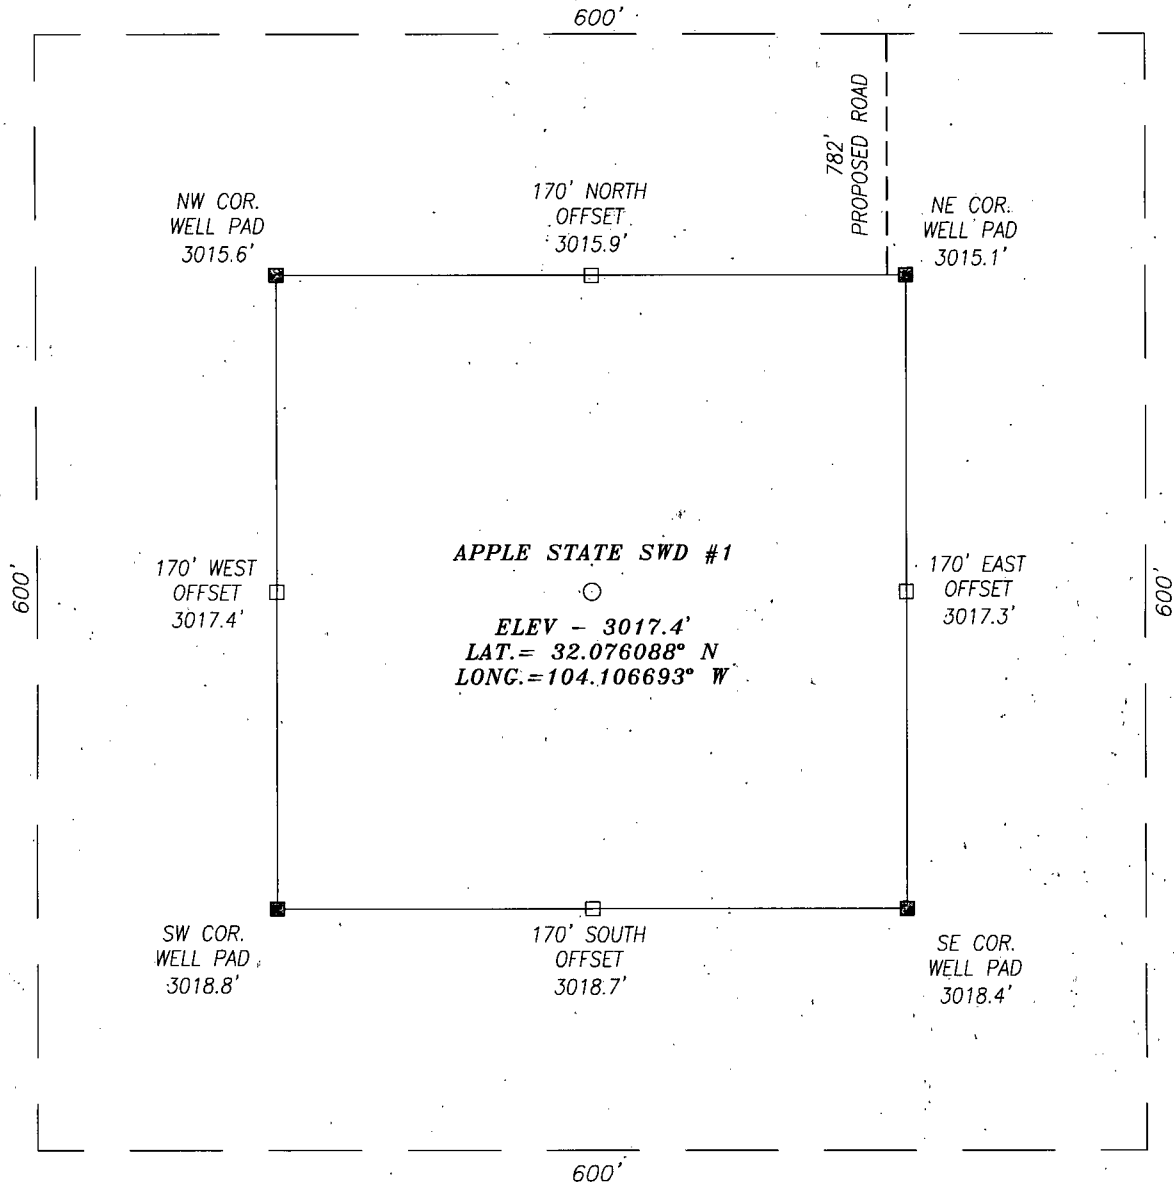 600'
782'
PROPOSED ROAD
NW COR.
WELL PAD
3015.6'
170' NORTH
OFFSET
3015.9'
NE COR.
WELL PAD
3015.1'
600'
170' WEST
OFFSET
3017.4'
APPLE STATE SWD #1
ELEV - 3017.4'
LAT.= 32.076088° N
LONG.=104.106693° W
170' EAST
OFFSET
3017.3'
600'
SW COR.
WELL PAD
3018.8'
170' SOUTH
OFFSET
3018.7'
SE COR.
WELL PAD
3018.4'
600'